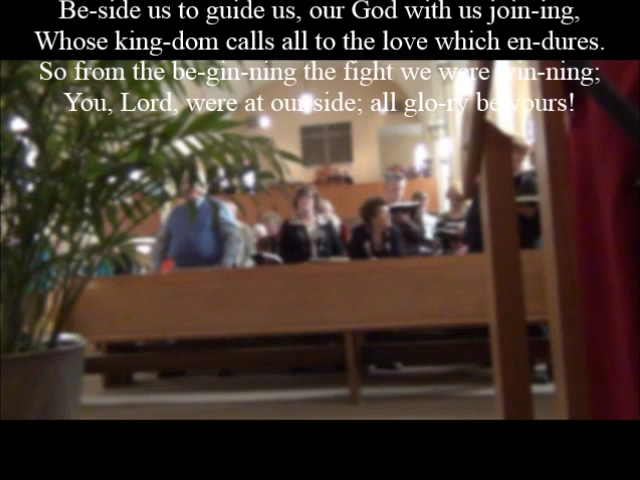 Be-side us to guide us, our God with us join-ing,
Whose king-dom calls all to the love which en-dures.
So from the be-gin-ning the fight we were win-ning;
You, Lord, were at our side; all glo-ry be yours!